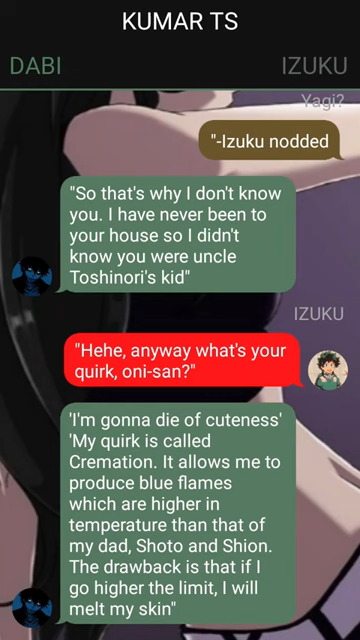 KUMAR TS
DABI
IZUKU
Yagi?
"-Izuku nodded
"So that's why I don't know
you. I have never been to
your house so I didn't
know you were uncle
Toshinori's kid"
IZUKU
"Hehe, anyway what's your
quirk, oni-san?"
'I'm gonna die of cuteness'
'My quirk is called
Cremation. It allows me to
produce blue flames
which are higher in
temperature than that of
my dad, Shoto and Shion.
The drawback is that if I
go higher the limit, I will
melt my skin"